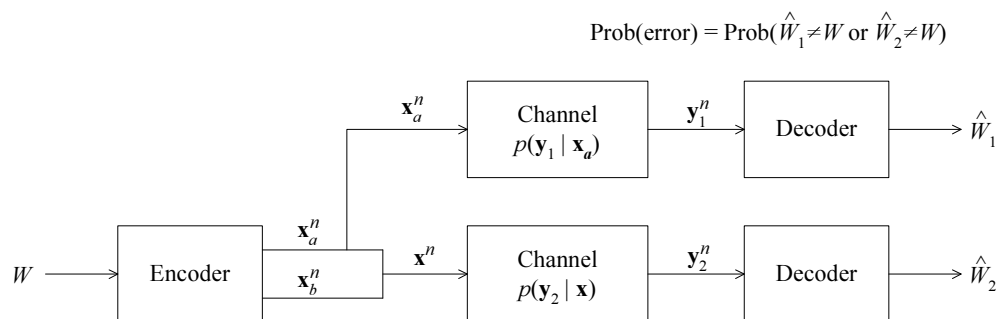 Prob(error) = Prob(Ŵ₁≠W or Ŵ₂≠W)
𝐱ₐⁿ
Channel
p(𝐲₁ | 𝐱ₐ)
𝐲₁ⁿ
Decoder
Ŵ₁
W
Encoder
𝐱ₐⁿ
𝐱_bⁿ
𝐱ⁿ
Channel
p(𝐲₂ | 𝐱)
𝐲₂ⁿ
Decoder
Ŵ₂